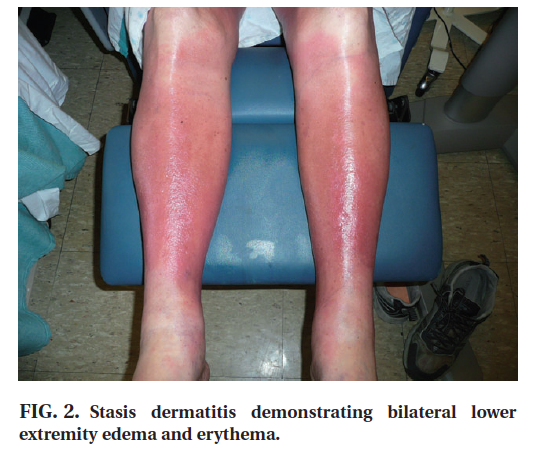 FIG. 2. Stasis dermatitis demonstrating bilateral lower
extremity edema and erythema.